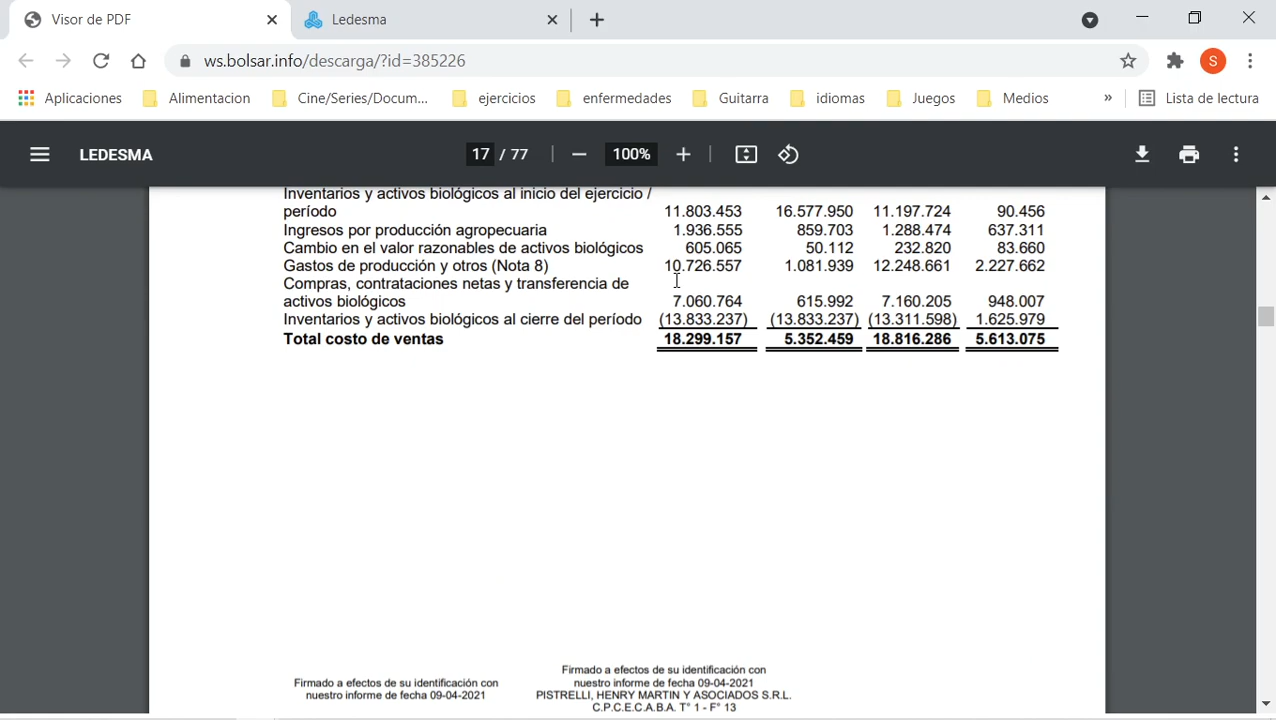 Visor de PDF
Ledesma
ws.bolsar.info/descarga/?id=385226
S
Aplicaciones Alimentacion Cine/Series/Docum... ejercicios enfermedades Guitarra idiomas Juegos Medios » Lista de lectura
LEDESMA 17 / 77 100%
Inventarios y activos biológicos al inicio del ejercicio /
período 11.803.453 16.577.950 11.197.724 90.456
Ingresos por producción agropecuaria 1.936.555 859.703 1.288.474 637.311
Cambio en el valor razonables de activos biológicos 605.065 50.112 232.820 83.660
Gastos de producción y otros (Nota 8) 10.726.557 1.081.939 12.248.661 2.227.662
Compras, contrataciones netas y transferencia de
activos biológicos 7.060.764 615.992 7.160.205 948.007
Inventarios y activos biológicos al cierre del período (13.833.237) (13.833.237) (13.311.598) 1.625.979
Total costo de ventas 18.299.157 5.352.459 18.816.286 5.613.075
Firmado a efectos de su identificación con
nuestro informe de fecha 09-04-2021
Firmado a efectos de su identificación con
nuestro informe de fecha 09-04-2021
PISTRELLI, HENRY MARTIN Y ASOCIADOS S.R.L.
C.P.C.E.C.A.B.A. T° 1 - F° 13